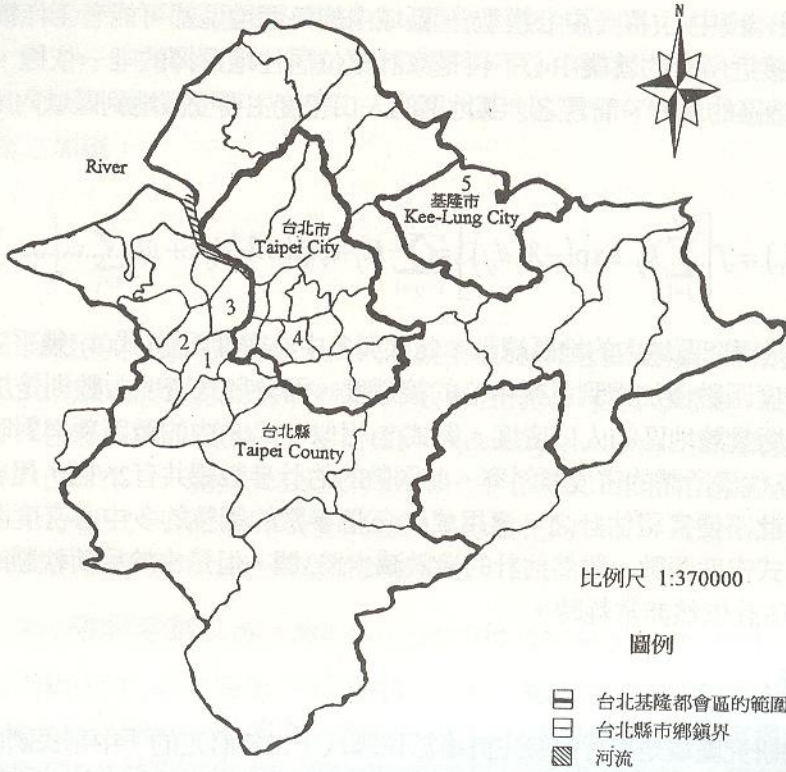 N
River
5
基隆市
Kee-Lung City
台北市
Taipei City
3
4
2
1
台北縣
Taipei County
比例尺 1:370000
圖例
台北基隆都會區的範圍
台北縣市鄉鎮界
河流